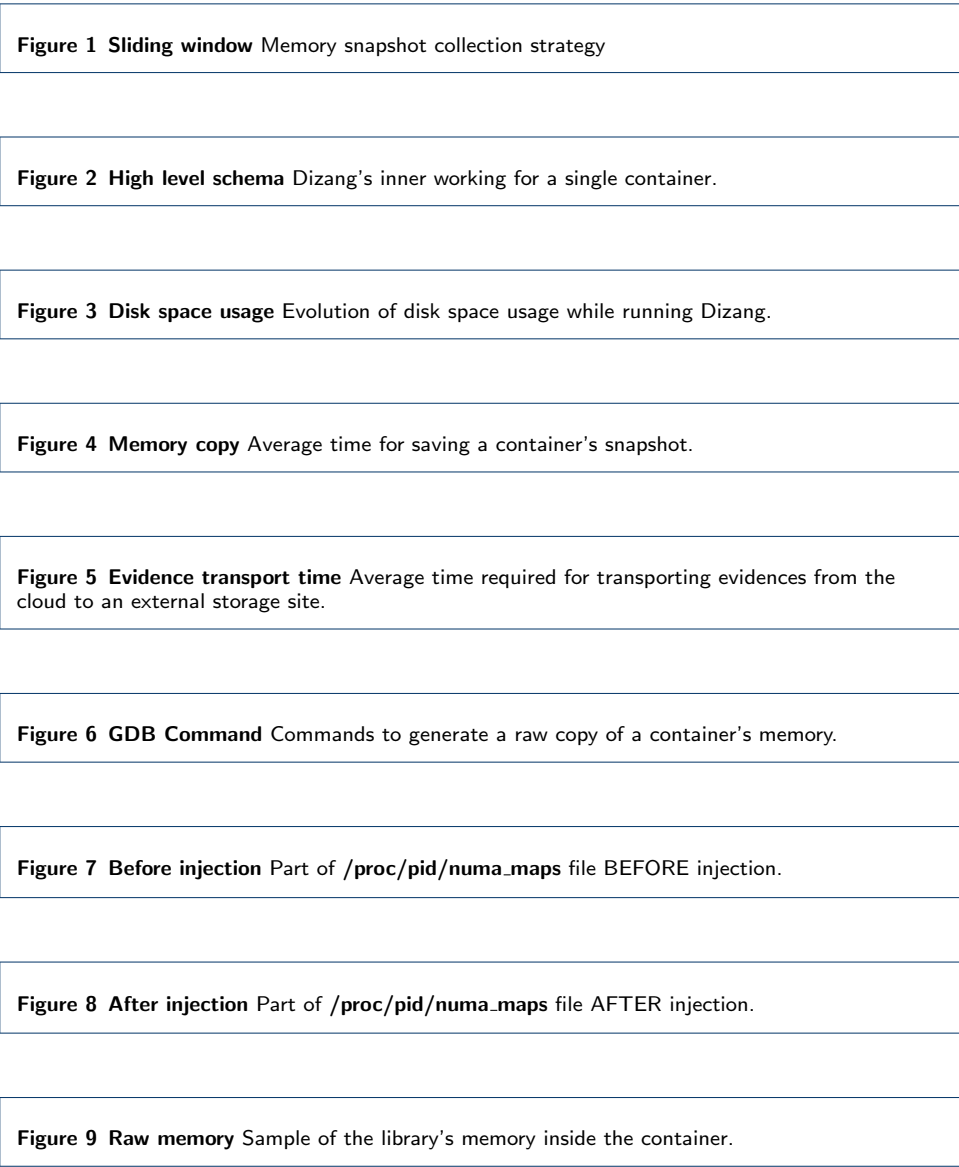 Figure 1 Sliding window Memory snapshot collection strategy
Figure 2 High level schema Dizang's inner working for a single container.
Figure 3 Disk space usage Evolution of disk space usage while running Dizang.
Figure 4 Memory copy Average time for saving a container's snapshot.
Figure 5 Evidence transport time Average time required for transporting evidences from the
cloud to an external storage site.
Figure 6 GDB Command Commands to generate a raw copy of a container's memory.
Figure 7 Before injection Part of /proc/pid/numa_maps file BEFORE injection.
Figure 8 After injection Part of /proc/pid/numa_maps file AFTER injection.
Figure 9 Raw memory Sample of the library's memory inside the container.